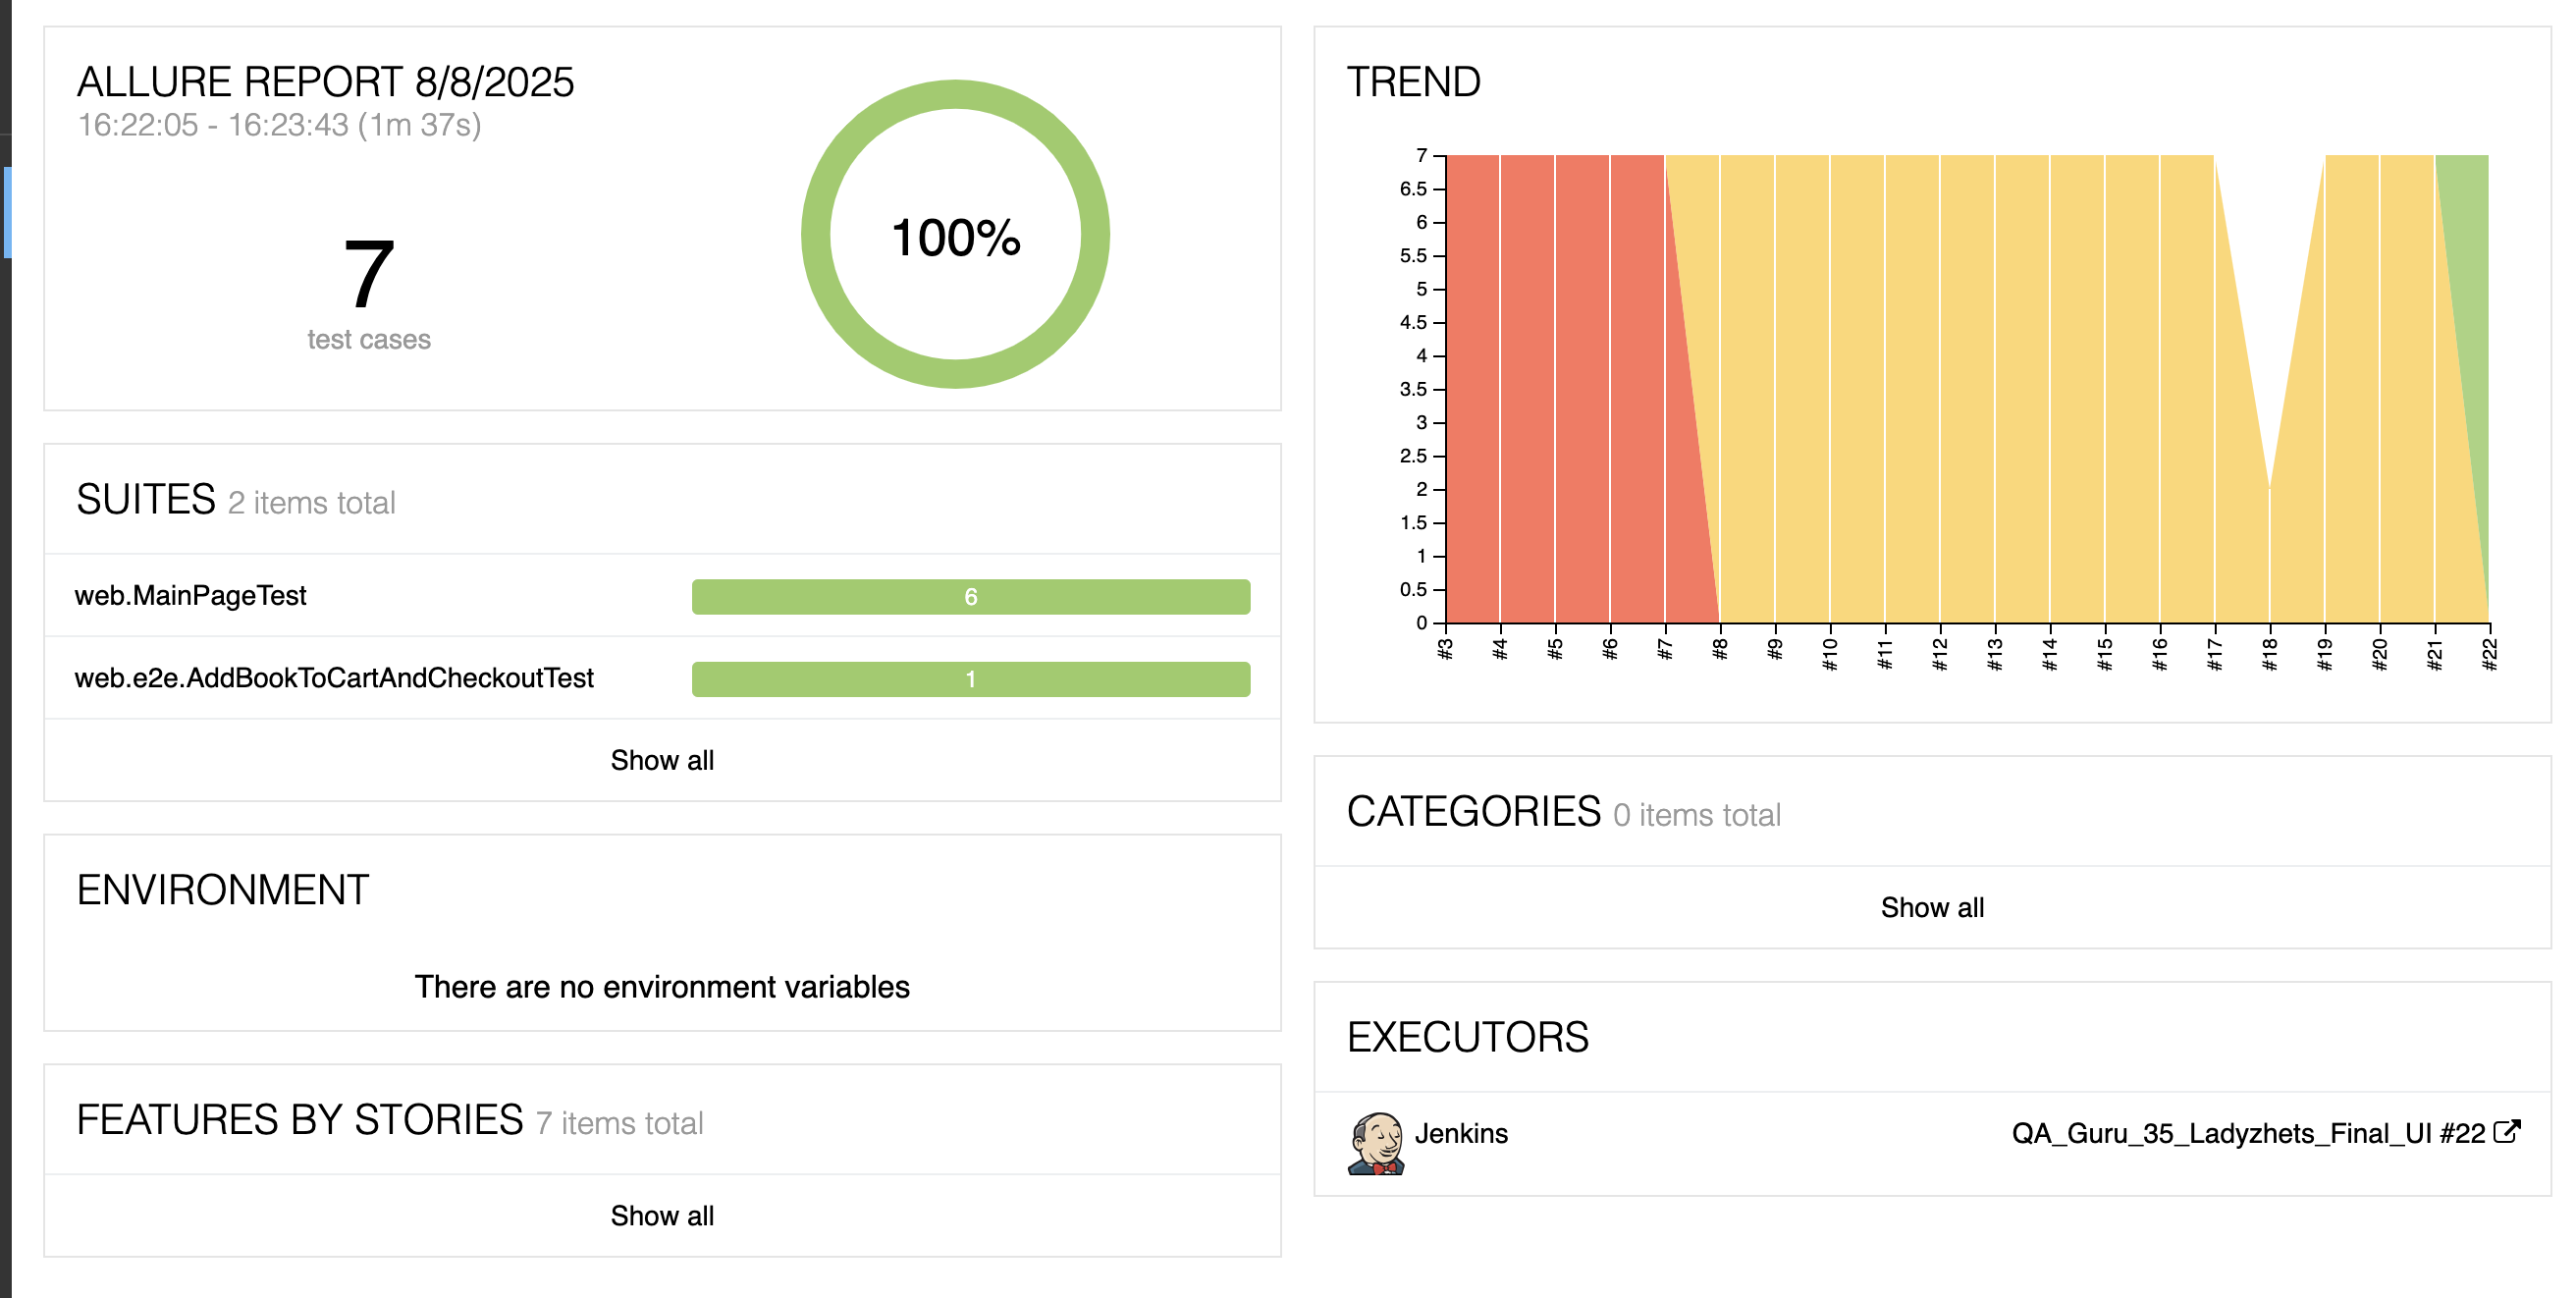 ALLURE REPORT 8/8/2025
16:22:05 - 16:23:43 (1m 37s)
7
test cases
100%
SUITES 2 items total
web.MainPageTest 6
web.e2e.AddBookToCartAndCheckoutTest 1
Show all
ENVIRONMENT
There are no environment variables
FEATURES BY STORIES 7 items total
Show all
TREND
7
6.5
6
5.5
5
4.5
4
3.5
3
2.5
2
1.5
1
0.5
0
#3 #4 #5 #6 #7 #8 #9 #10 #11 #12 #13 #14 #15 #16 #17 #18 #19 #20 #21 #22
CATEGORIES 0 items total
Show all
EXECUTORS
Jenkins QA_Guru_35_Ladyzhets_Final_UI #22